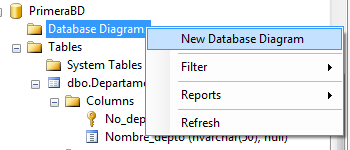 PrimeraBD
Database Diagram
New Database Diagram
Tables
System Tables
Filter
dbo.Departame
Columns
Reports
No_dep
Refresh
Nombre_depto (nvarchar(50), null)